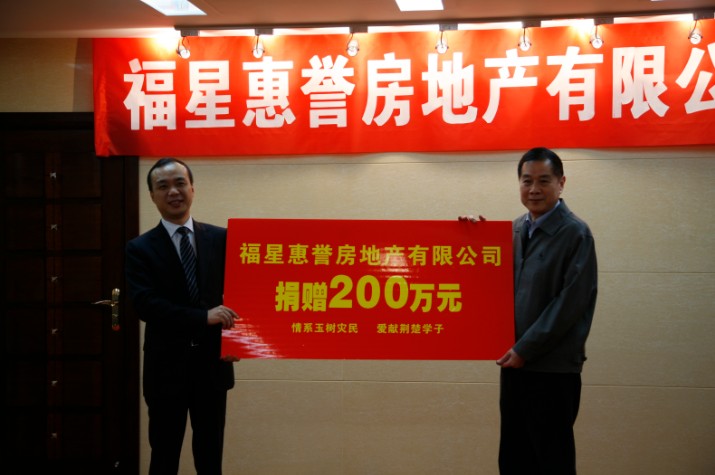 福星惠誉房地产有限公
福星惠誉房地产有限公司
捐赠200万元
情系玉树灾民 爱献荆楚学子